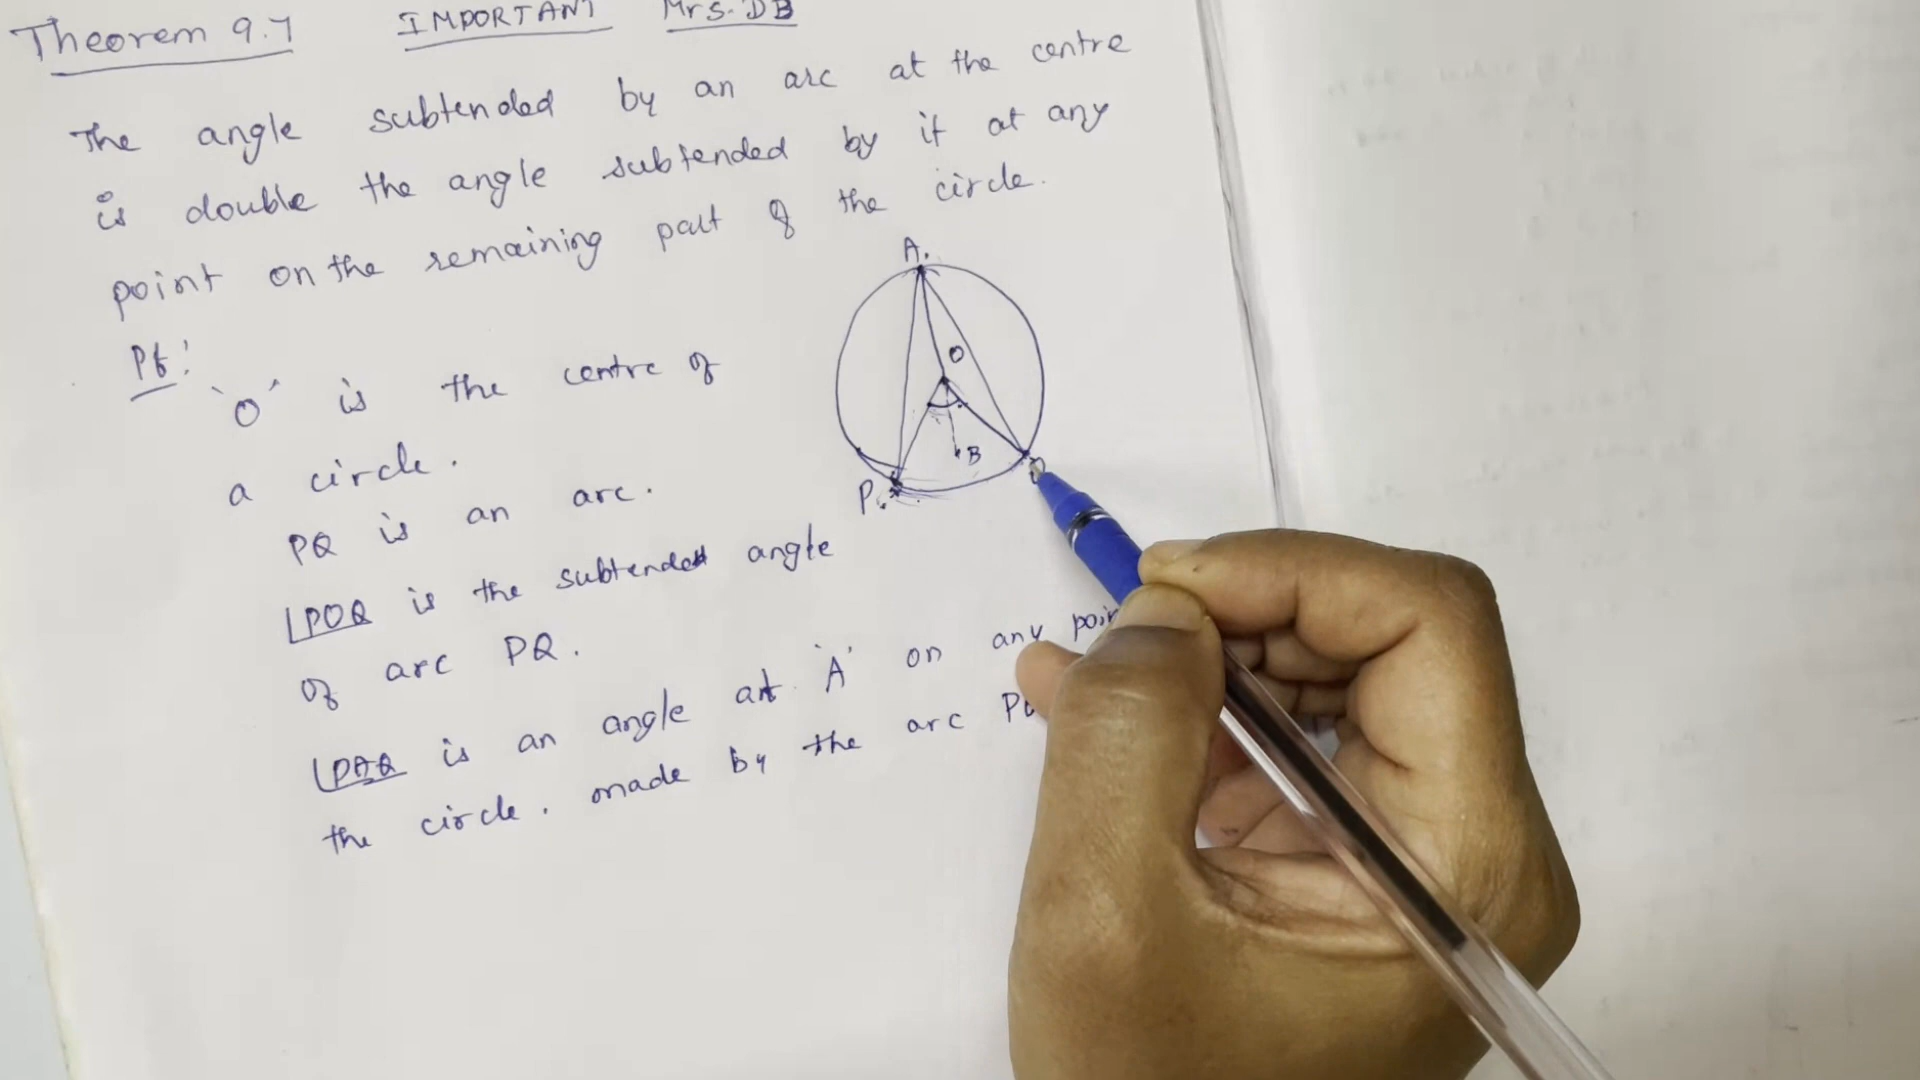 Theorem 9.7 IMPORTANT Mrs. DB
The angle subtended by an arc at the centre
is double the angle subtended by it at any
point on the remaining part of the circle.
A.
Pf:
'O' is the centre of
O
a circle.
B
P
PQ is an arc.
∠POQ is the subtended angle
of arc PQ.
∠PAQ is an angle at 'A' on any
the circle. made by the arc